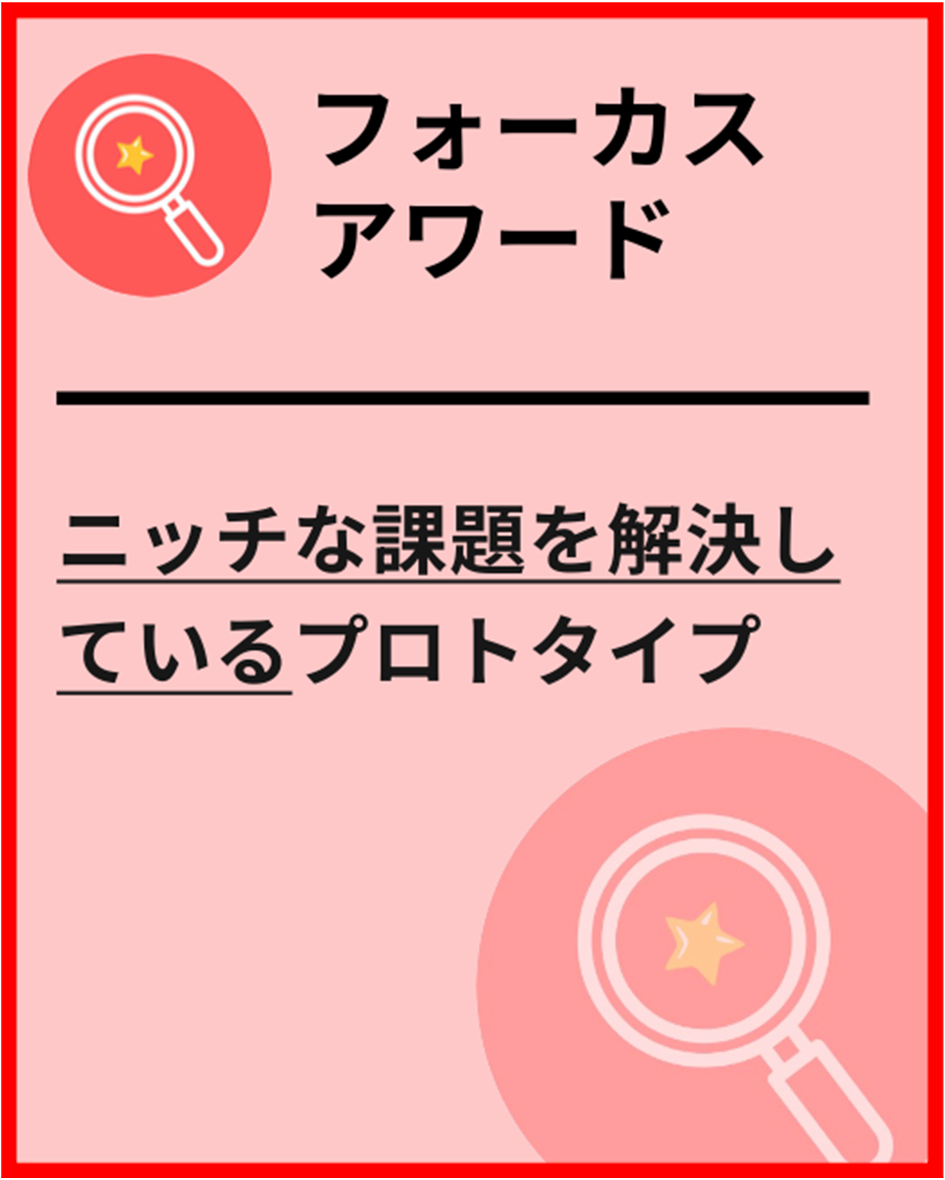 フォーカス
アワード
ニッチな課題を解決し
ているプロトタイプ